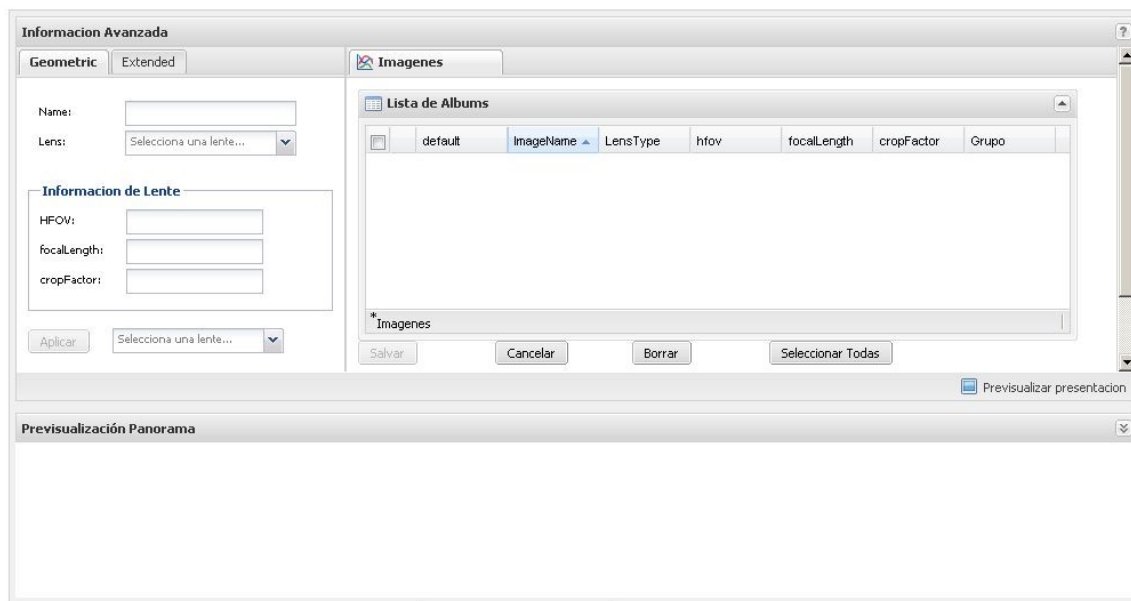 Informacion Avanzada
?
Geometric
Extended
Name:
Lens:
Selecciona una lente...
Informacion de Lente
HFOV:
focalLength:
cropFactor:
Aplicar
Selecciona una lente...
Imagenes
Lista de Albums
default
ImageName
LensType
hfov
focalLength
cropFactor
Grupo
*Imagenes
Salvar
Cancelar
Borrar
Seleccionar Todas
Previsualizar presentacion
Previsualización Panorama